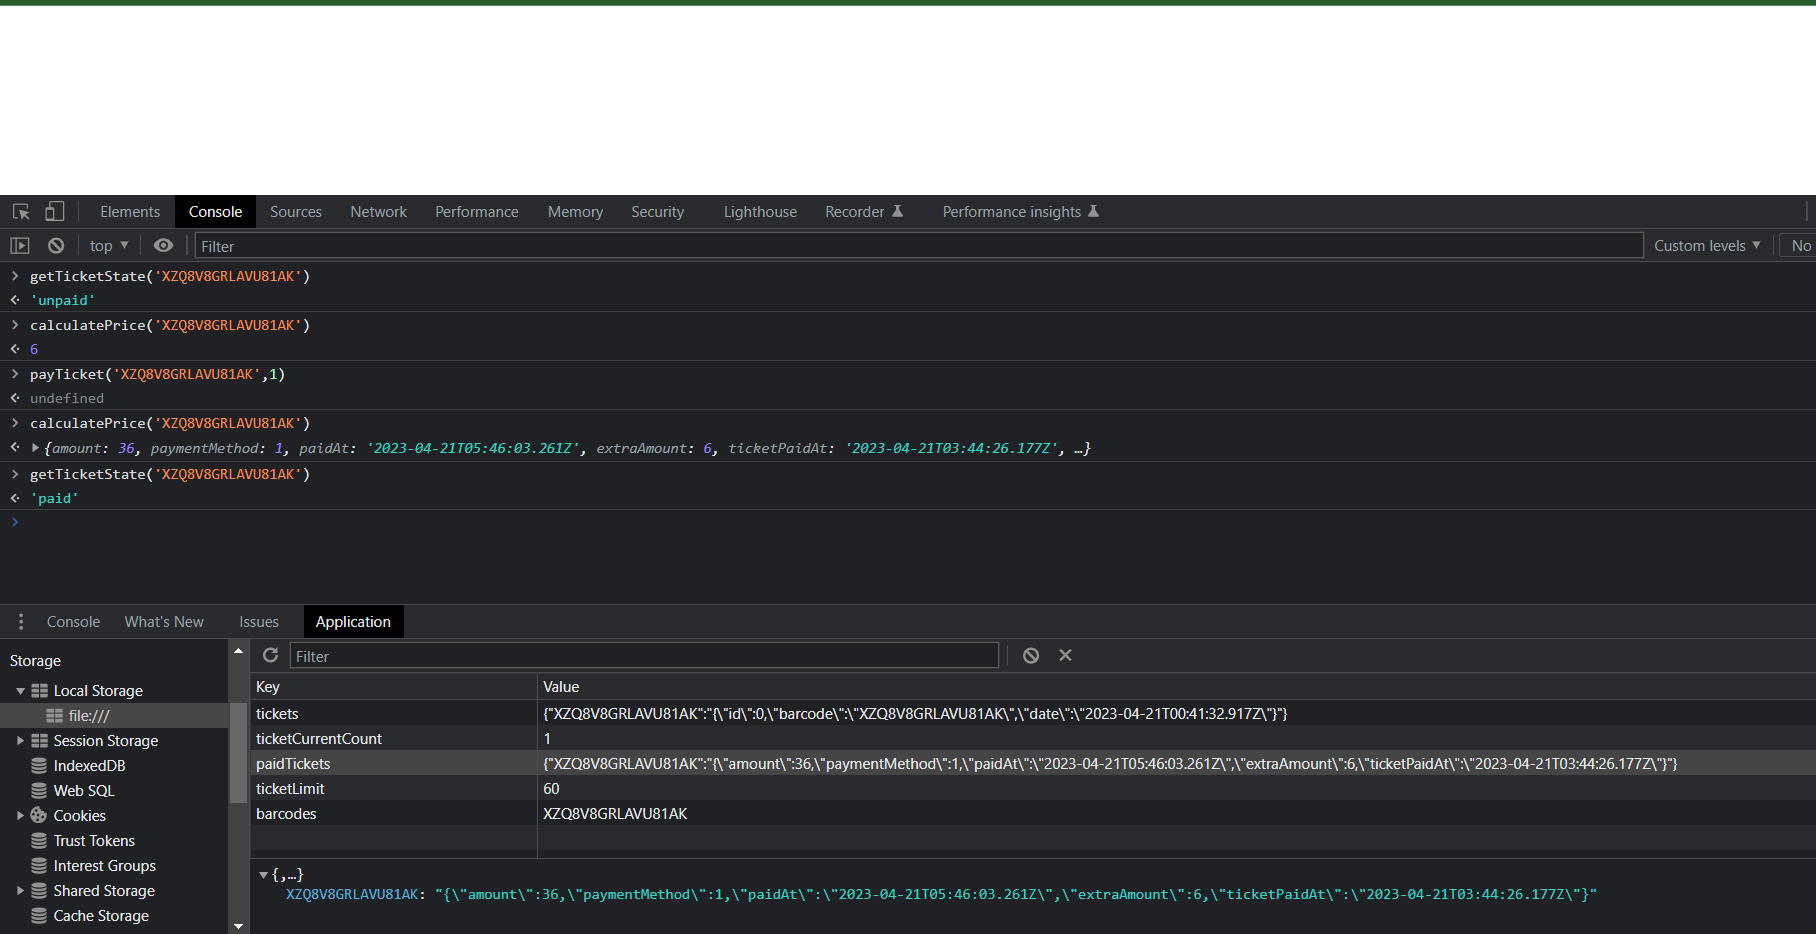 Elements Console Sources Network Performance Memory Security Lighthouse Recorder Performance insights
top Filter Custom levels No
getTicketState('XZQ8V8GRLAVU81AK')
'unpaid'
calculatePrice('XZQ8V8GRLAVU81AK')
6
payTicket('XZQ8V8GRLAVU81AK',1)
undefined
calculatePrice('XZQ8V8GRLAVU81AK')
{amount: 36, paymentMethod: 1, paidAt: '2023-04-21T05:46:03.261Z', extraAmount: 6, ticketPaidAt: '2023-04-21T03:44:26.177Z', …}
getTicketState('XZQ8V8GRLAVU81AK')
'paid'
Console What's New Issues Application
Storage
Local Storage
file:///
Session Storage
IndexedDB
Web SQL
Cookies
Trust Tokens
Interest Groups
Shared Storage
Cache Storage
Filter
Key Value
tickets {"XZQ8V8GRLAVU81AK":"{\"id\":0,\"barcode\":\"XZQ8V8GRLAVU81AK\",\"date\":\"2023-04-21T00:41:32.917Z\"}"}
ticketCurrentCount 1
paidTickets {"XZQ8V8GRLAVU81AK":"{\"amount\":36,\"paymentMethod\":1,\"paidAt\":\"2023-04-21T05:46:03.261Z\",\"extraAmount\":6,\"ticketPaidAt\":\"2023-04-21T03:44:26.177Z\"}"}
ticketLimit 60
barcodes XZQ8V8GRLAVU81AK
{,…}
XZQ8V8GRLAVU81AK: "{\"amount\":36,\"paymentMethod\":1,\"paidAt\":\"2023-04-21T05:46:03.261Z\",\"extraAmount\":6,\"ticketPaidAt\":\"2023-04-21T03:44:26.177Z\"}"